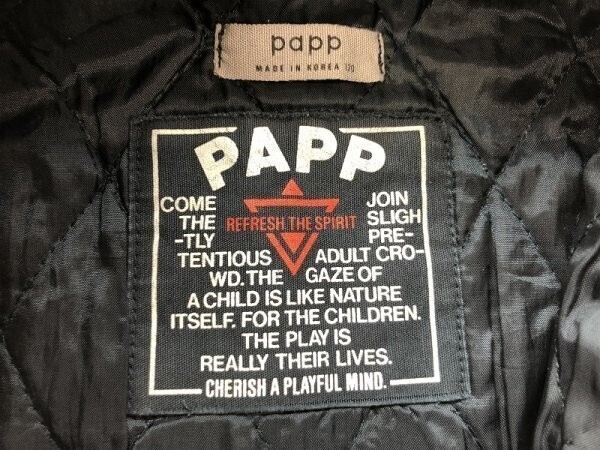 papp
MADE IN KOREA 120
PAPP
COME JOIN
THE REFRESH THE SPIRIT SLIGH
-TLY PRE-
TENTIOUS ADULT CRO-
WD. THE GAZE OF
A CHILD IS LIKE NATURE
ITSELF. FOR THE CHILDREN.
THE PLAY IS
REALLY THEIR LIVES.
CHERISH A PLAYFUL MIND.